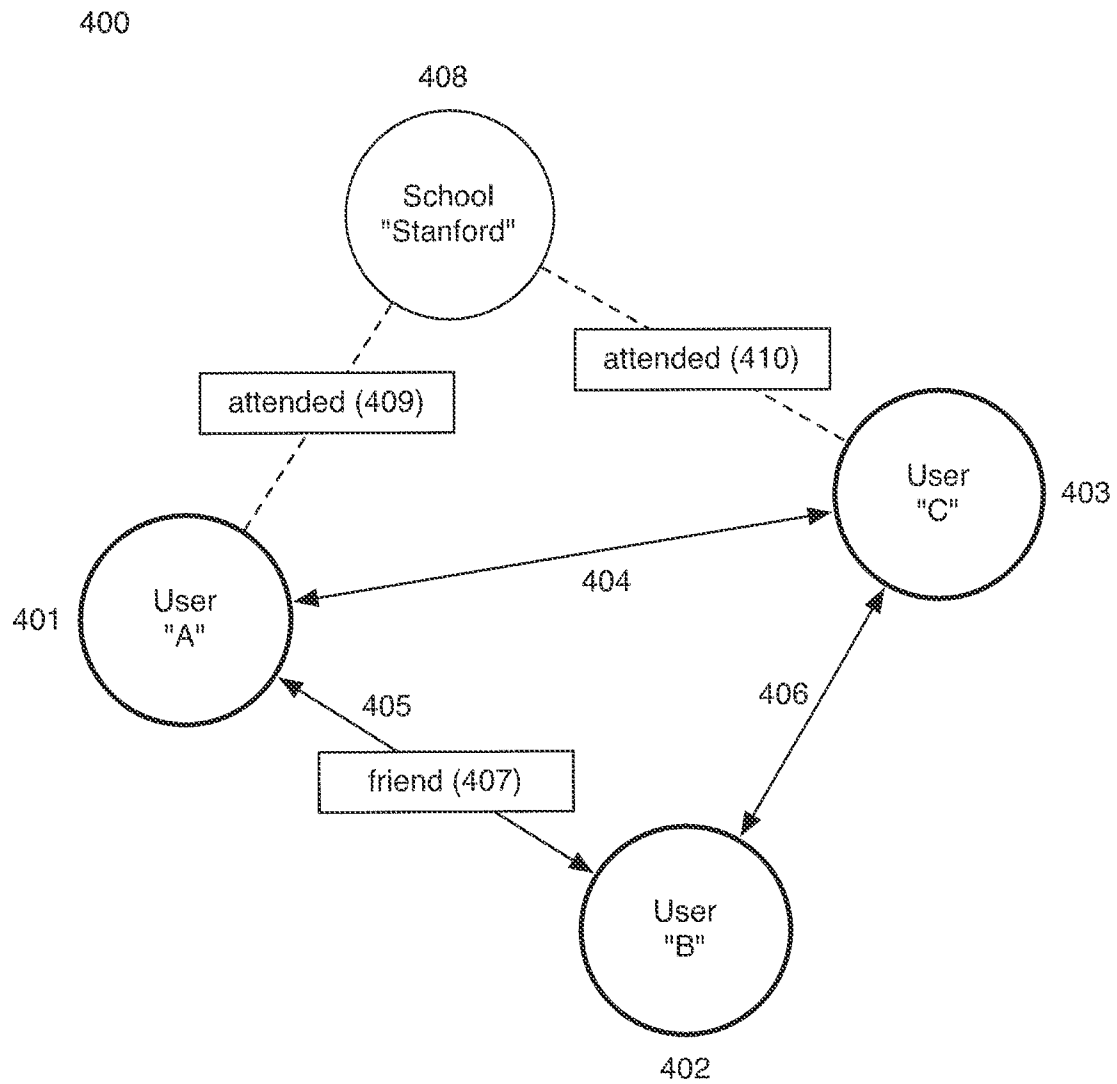 400
408
School
"Stanford"
attended (410)
attended (409)
User
"C"
403
404
401
User
"A"
405
406
friend (407)
User
"B"
402